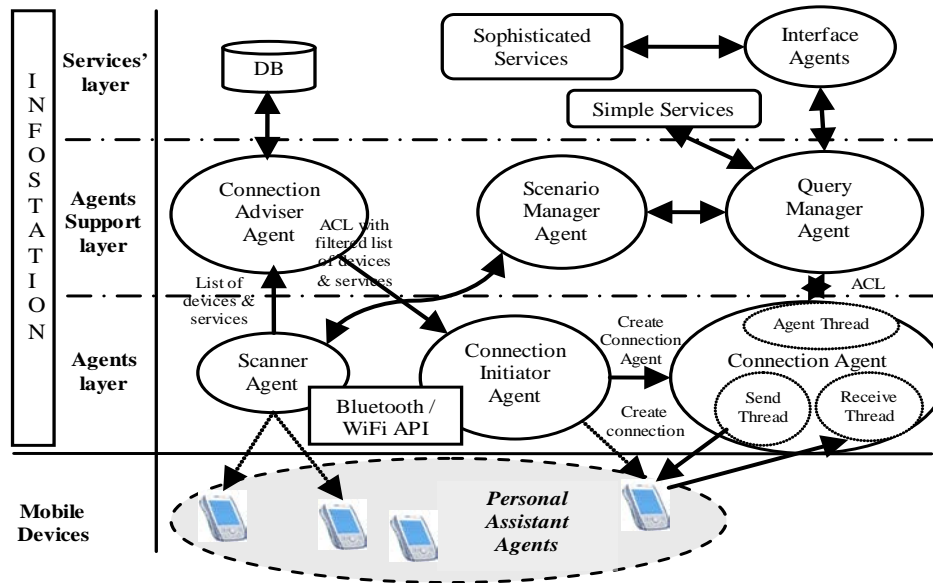 INFOSTATION
Services'
layer
DB
Sophisticated
Services
Interface
Agents
Simple Services
Agents
Support
layer
Connection
Adviser
Agent
ACL with
filtered list
of devices
& services
Scenario
Manager
Agent
Query
Manager
Agent
List of
devices &
services
ACL
Agents
layer
Scanner
Agent
Bluetooth /
WiFi API
Connection
Initiator
Agent
Create
Connection
Agent
Create
connection
Agent Thread
Connection Agent
Send
Thread
Receive
Thread
Mobile
Devices
Personal
Assistant
Agents